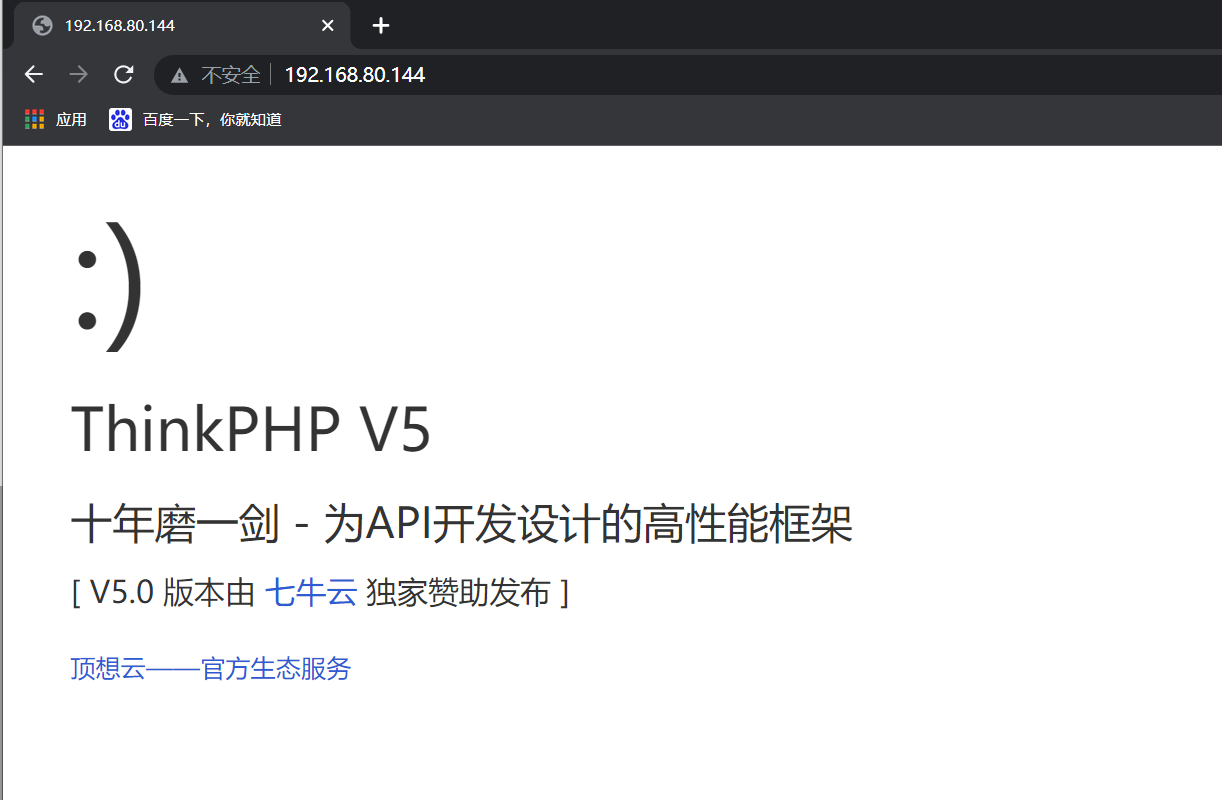 192.168.80.144
不安全 192.168.80.144
应用 du 百度一下，你就知道
:)
ThinkPHP V5
十年磨一剑 - 为API开发设计的高性能框架
[ V5.0 版本由 七牛云 独家赞助发布 ]
顶想云——官方生态服务